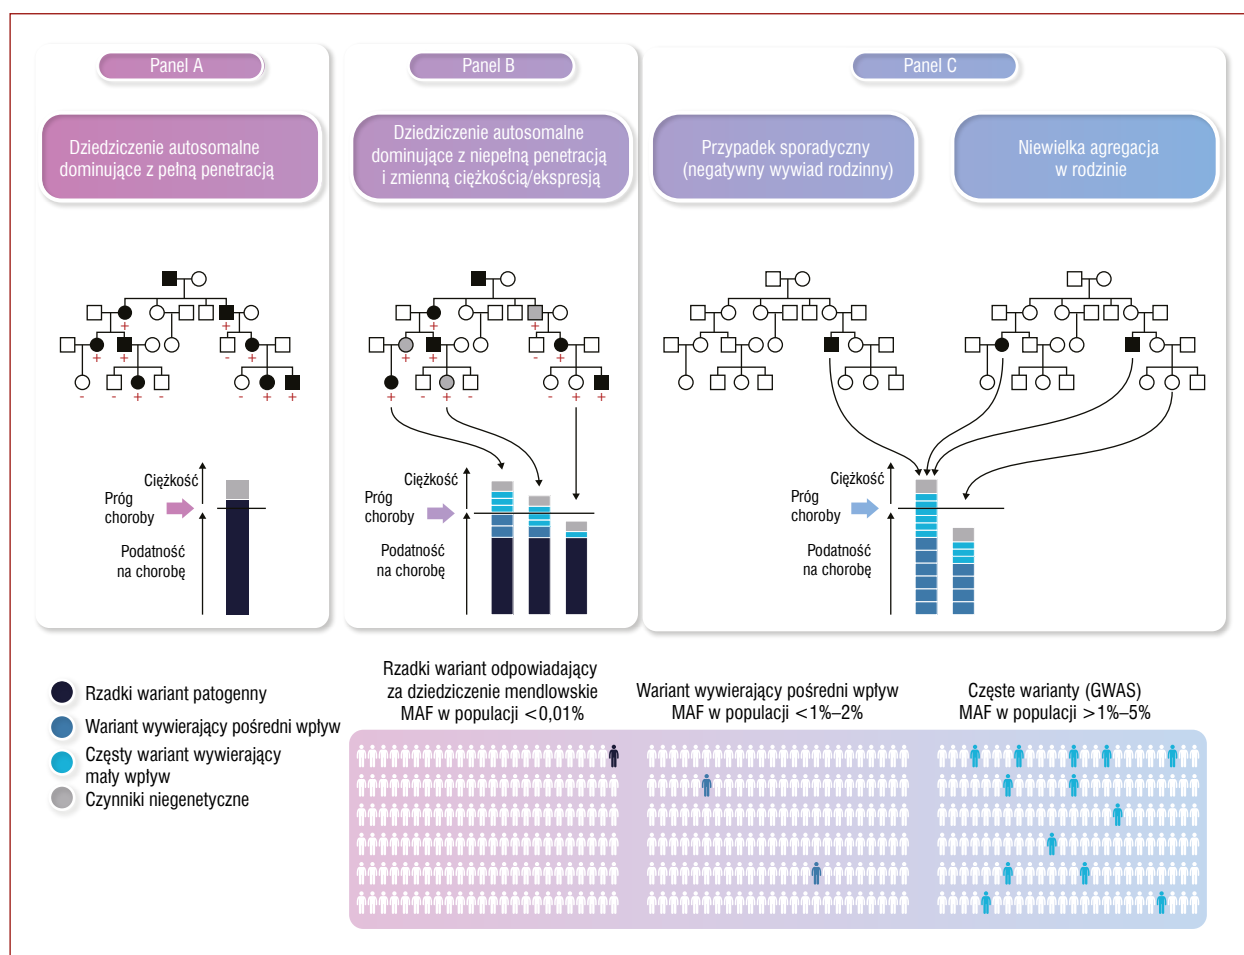 Panel A
Panel B
Panel C
Dziedziczenie autosomalne
dominujące z pełną penetracją
Dziedziczenie autosomalne
dominujące z niepełną penetracją
i zmienną ciężkością/ekspresją
Przypadek sporadyczny
(negatywny wywiad rodzinny)
Niewielka agregacja
w rodzinie
+ +
+ + - +
- - + - - + +
+ +
+ + - +
+ - + - - + +
Ciężkość
Próg
choroby
Podatność
na chorobę
Ciężkość
Próg
choroby
Podatność
na chorobę
Ciężkość
Próg
choroby
Podatność
na chorobę
Rzadki wariant patogenny
Wariant wywierający pośredni wpływ
Częsty wariant wywierający
mały wpływ
Czynniki niegenetyczne
Rzadki wariant odpowiadający
za dziedziczenie mendlowskie
MAF w populacji <0,01%
Wariant wywierający pośredni wpływ
MAF w populacji <1%–2%
Częste warianty (GWAS)
MAF w populacji >1%–5%